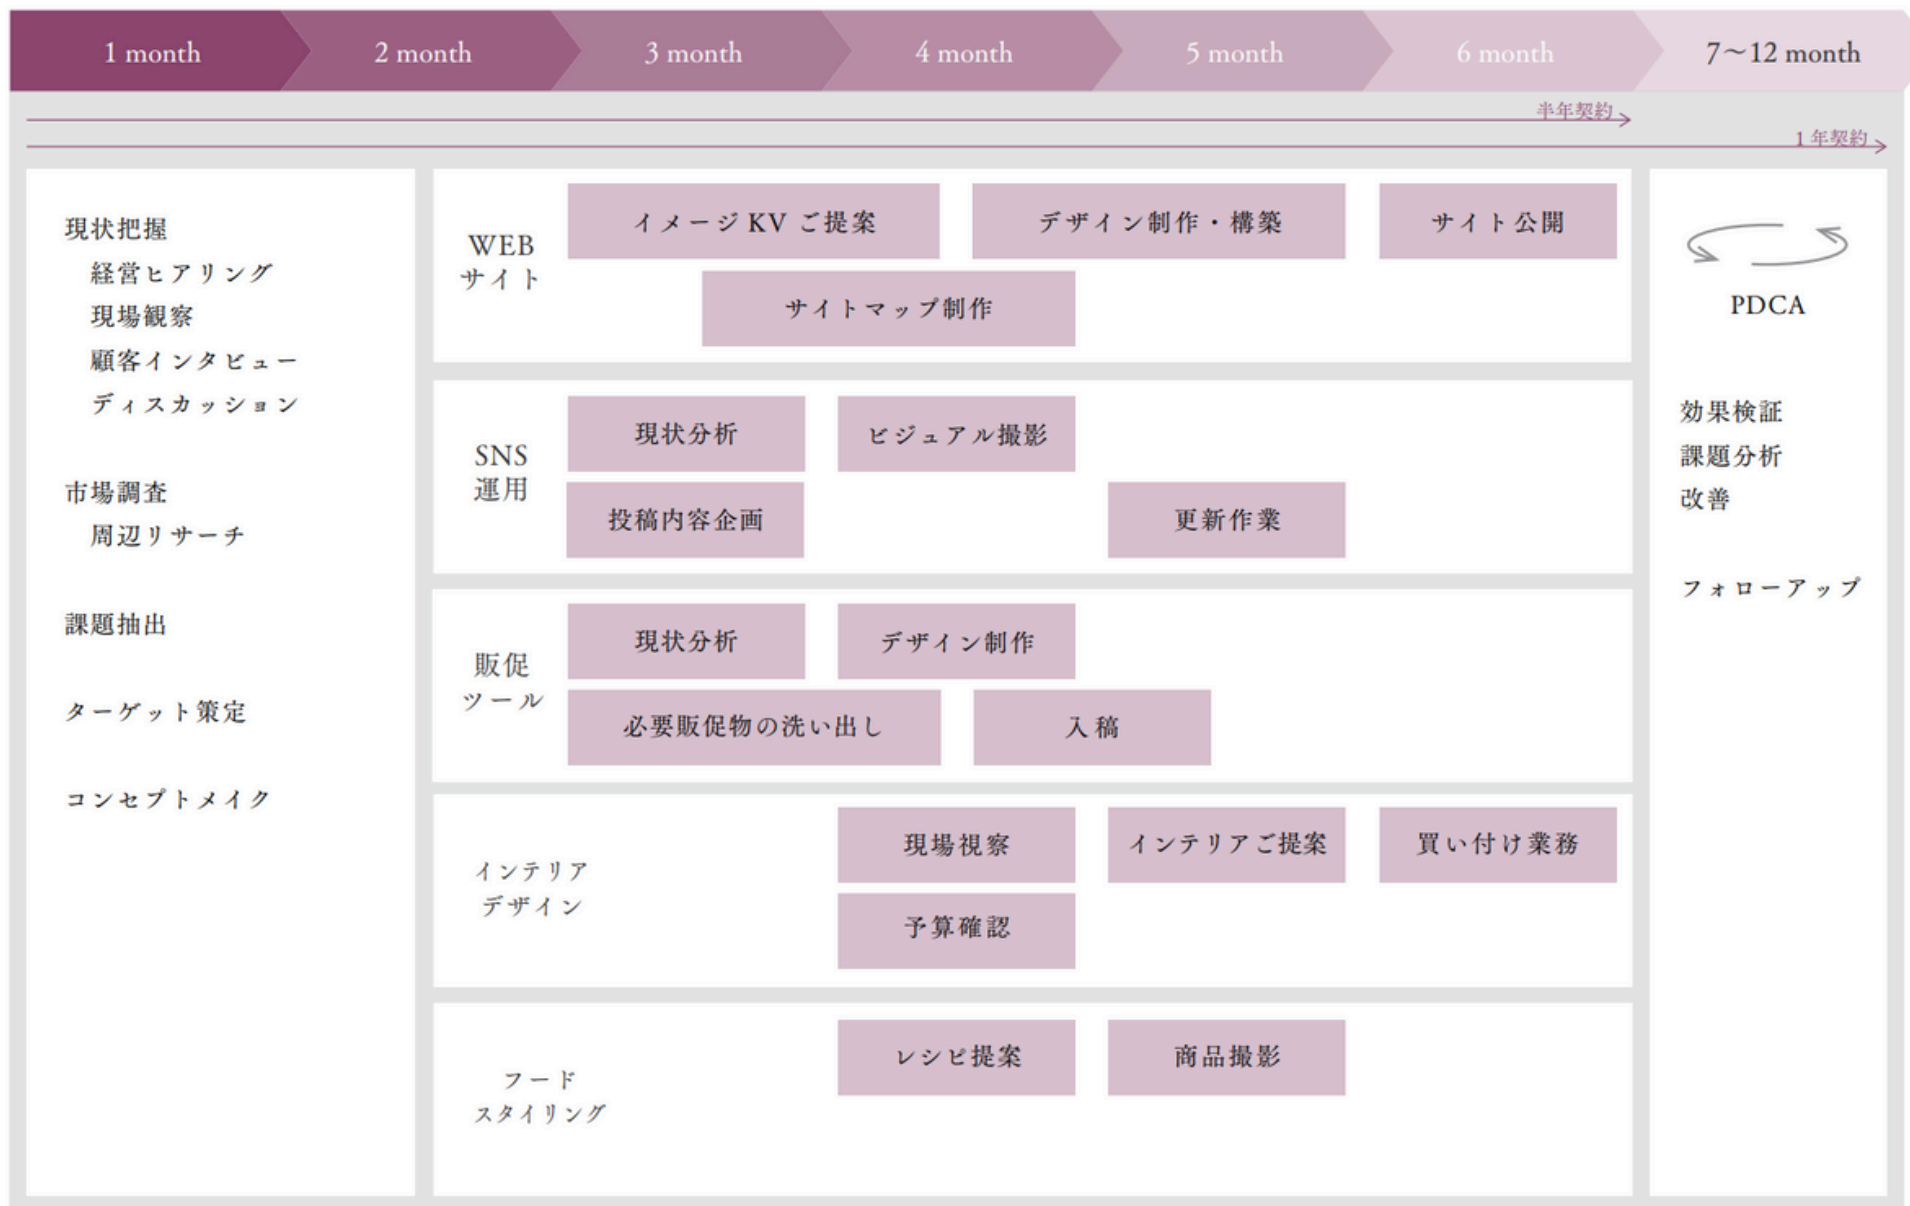 1 month
2 month
3 month
4 month
5 month
6 month
7～12 month
半年契約
1 年契約
現状把握
経営ヒアリング
現場観察
顧客インタビュー
ディスカッション
市場調査
周辺リサーチ
課題抽出
ターゲット策定
コンセプトメイク
WEB
サイト
イメージ KV ご提案
デザイン制作・構築
サイト公開
サイトマップ制作
SNS
運用
現状分析
ビジュアル撮影
投稿内容企画
更新作業
販促
ツール
現状分析
デザイン制作
必要販促物の洗い出し
入稿
インテリア
デザイン
現場視察
インテリアご提案
買い付け業務
予算確認
フード
スタイリング
レシピ提案
商品撮影
PDCA
効果検証
課題分析
改善
フォローアップ